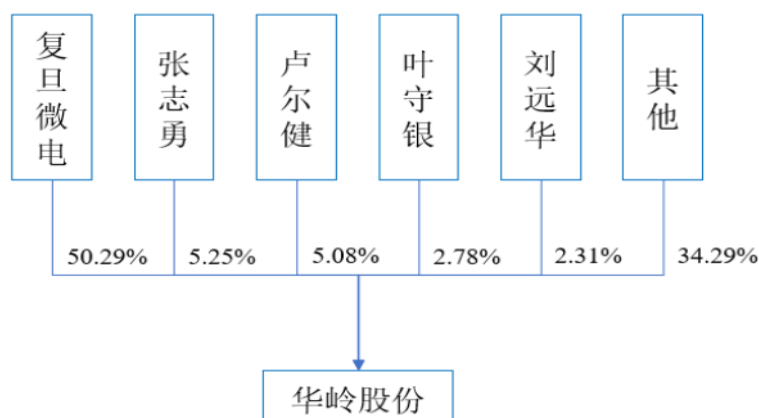 复旦微电
张志勇
卢尔健
叶守银
刘远华
其他
50.29%
5.25%
5.08%
2.78%
2.31%
34.29%
华岭股份